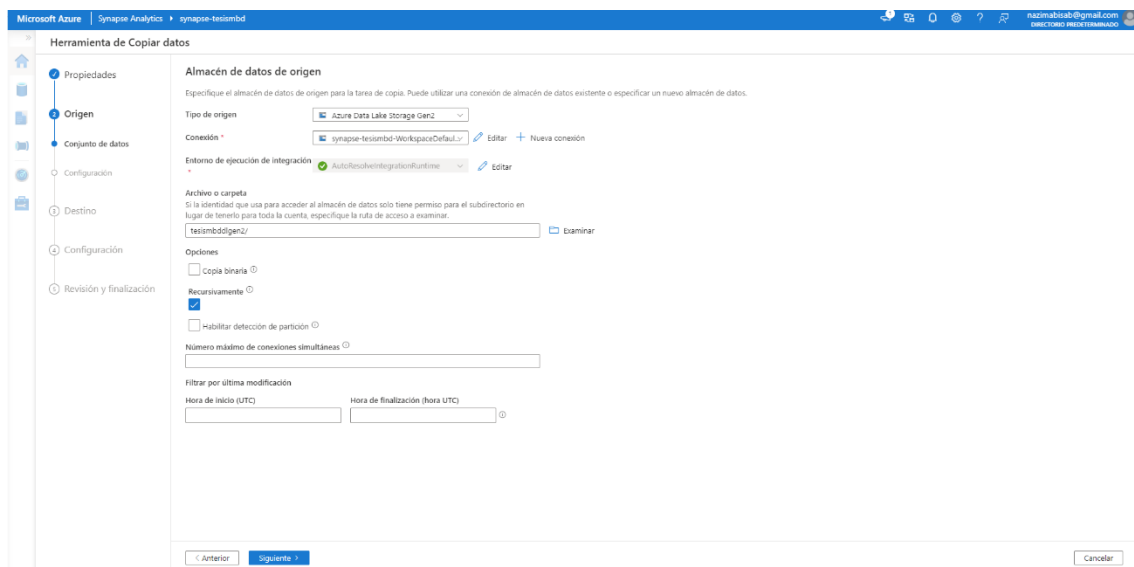 Microsoft Azure | Synapse Analytics ▸ synapse-tesismbd
1
nazimabisab@gmail.com
DIRECTORIO PREDETERMINADO
»
Herramienta de Copiar datos
Propiedades
2 Origen
Conjunto de datos
Configuración
3 Destino
4 Configuración
5 Revisión y finalización
Almacén de datos de origen
Especifique el almacén de datos de origen para la tarea de copia. Puede utilizar una conexión de almacén de datos existente o especificar un nuevo almacén de datos.
Tipo de origen
Azure Data Lake Storage Gen2
Conexión *
synapse-tesismbd-WorkspaceDefaul...
Editar
+ Nueva conexión
Entorno de ejecución de integración *
AutoResolveIntegrationRuntime
Editar
Archivo o carpeta
Si la identidad que usa para acceder al almacén de datos solo tiene permiso para el subdirectorio en
lugar de tenerlo para toda la cuenta, especifique la ruta de acceso a examinar.
tesismbddlgen2/
Examinar
Opciones
Copia binaria
Recursivamente
Habilitar detección de partición
Número máximo de conexiones simultáneas
Filtrar por última modificación
Hora de inicio (UTC)
Hora de finalización (hora UTC)
< Anterior
Siguiente >
Cancelar